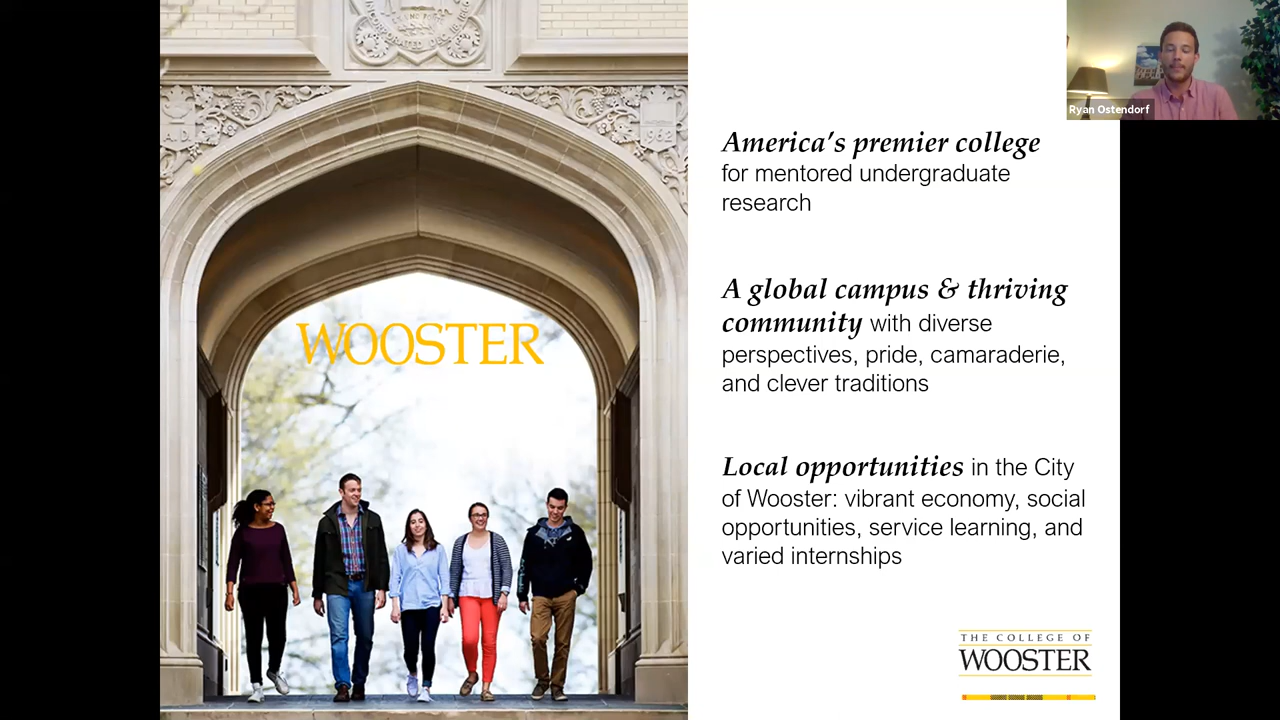 A.D.
1902
WOOSTER
America's premier college
for mentored undergraduate
research
A global campus & thriving
community with diverse
perspectives, pride, camaraderie,
and clever traditions
Local opportunities in the City
of Wooster: vibrant economy, social
opportunities, service learning, and
varied internships
THE COLLEGE OF
WOOSTER
Ryan Ostendorf